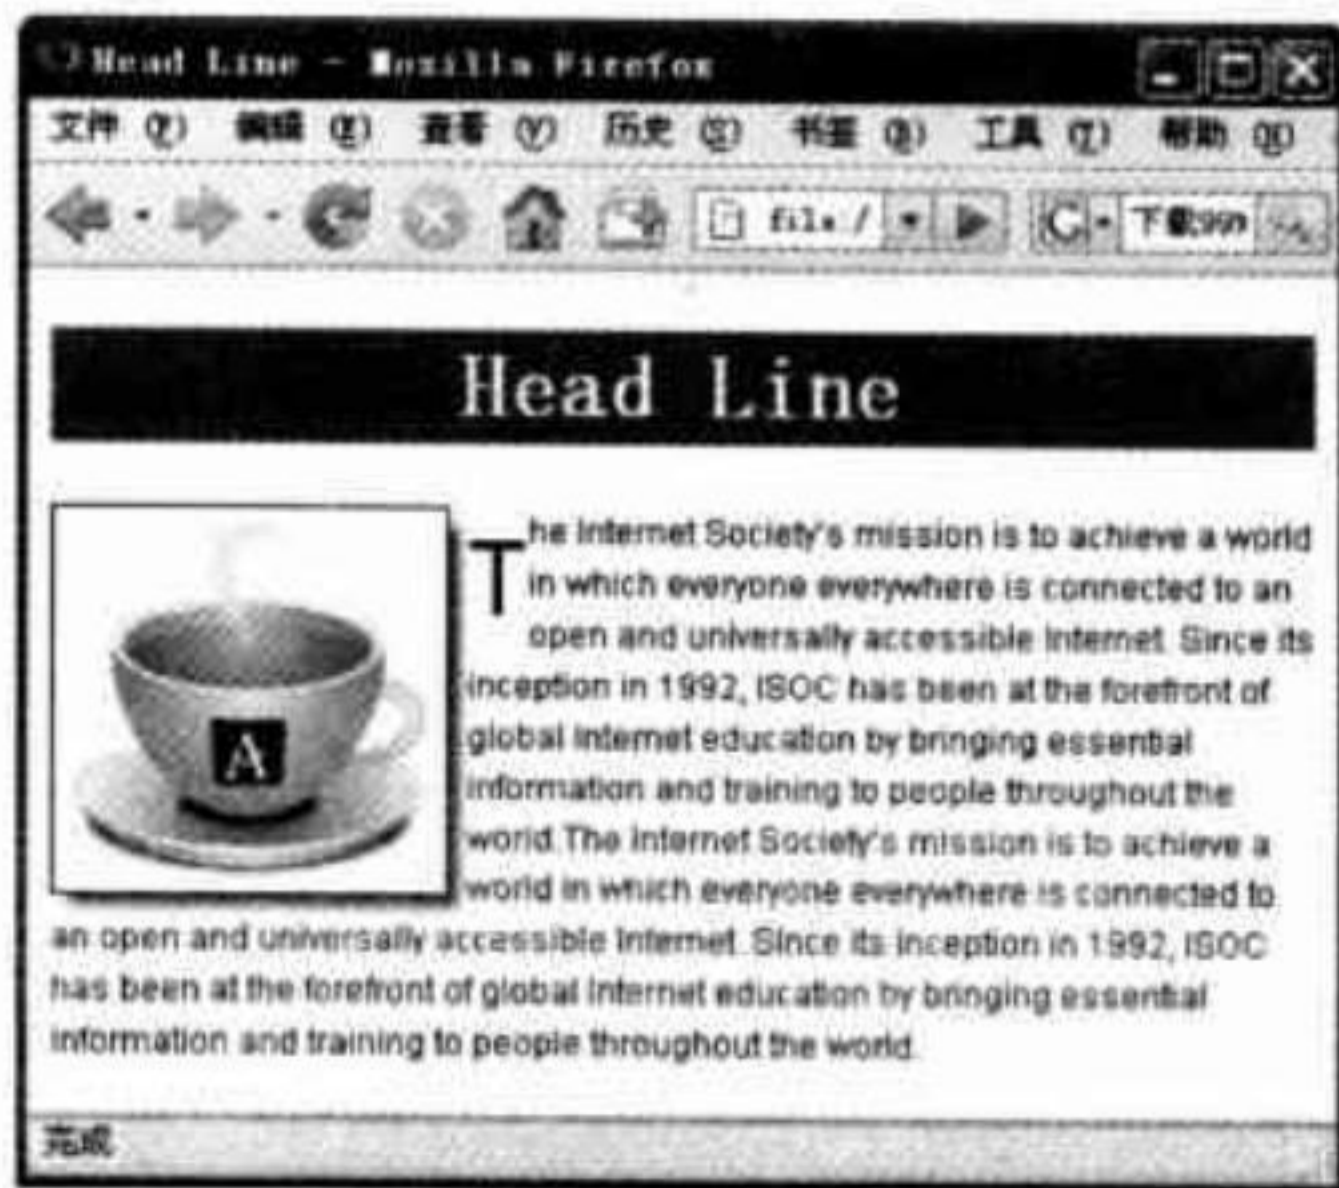 Head Line - Mozilla Firefox
文件 (F) 编辑 (E) 查看 (V) 历史 (S) 书签 (B) 工具 (T) 帮助 (H)
file / G 下载
Head Line
A
The Internet Society's mission is to achieve a world
in which everyone everywhere is connected to an
open and universally accessible Internet. Since its
inception in 1992, ISOC has been at the forefront of
global Internet education by bringing essential
information and training to people throughout the
world.The Internet Society's mission is to achieve a
world in which everyone everywhere is connected to
an open and universally accessible Internet. Since its inception in 1992, ISOC
has been at the forefront of global Internet education by bringing essential
information and training to people throughout the world.
完成